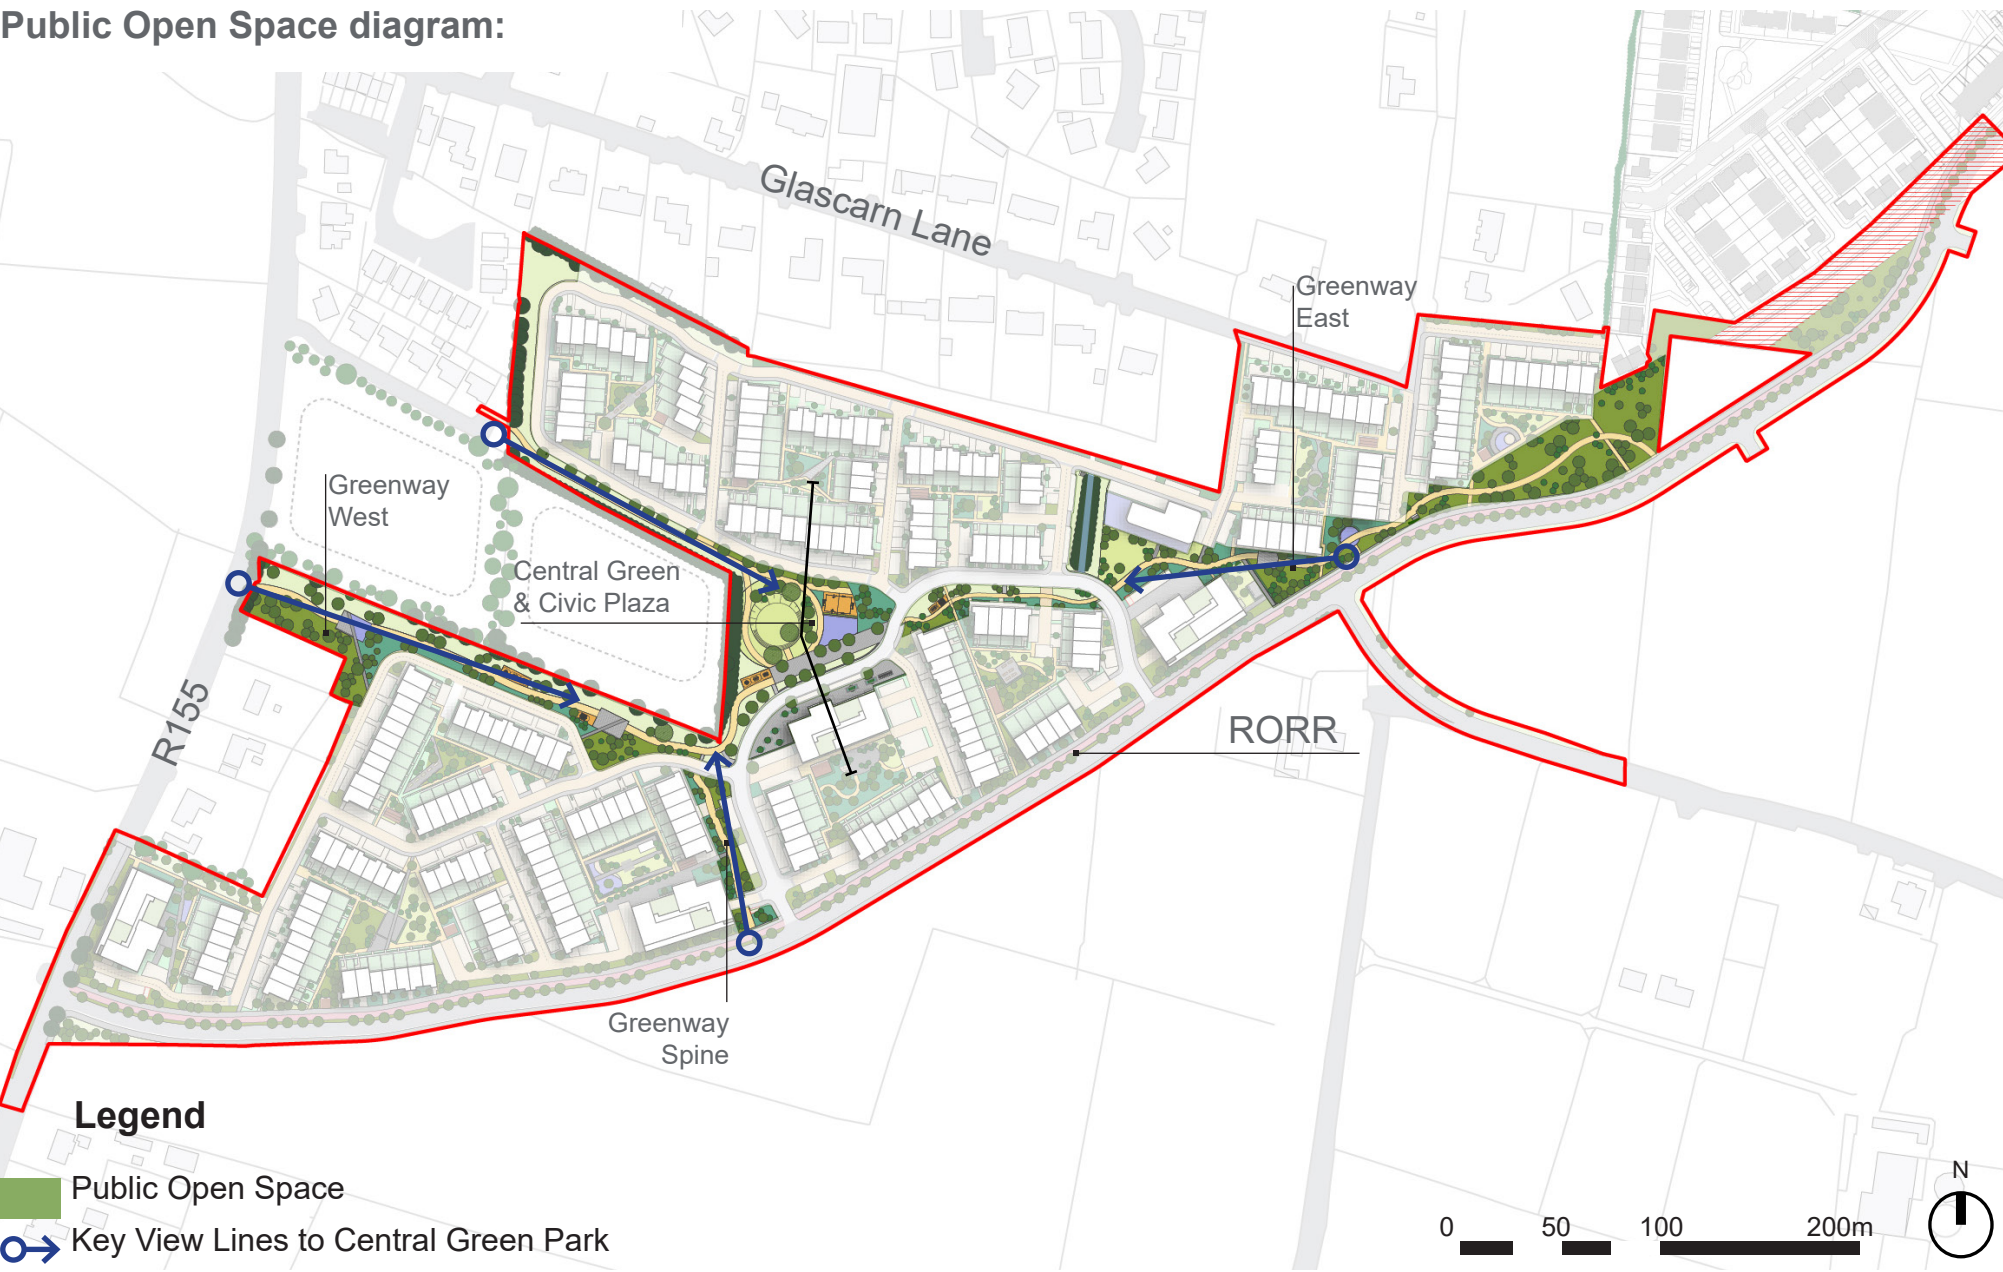 Public Open Space diagram:
Glascarn Lane
Greenway
East
Greenway
West
Central Green
& Civic Plaza
R155
RORR
Greenway
Spine
Legend
Public Open Space
Key View Lines to Central Green Park
0 50 100 200m
N